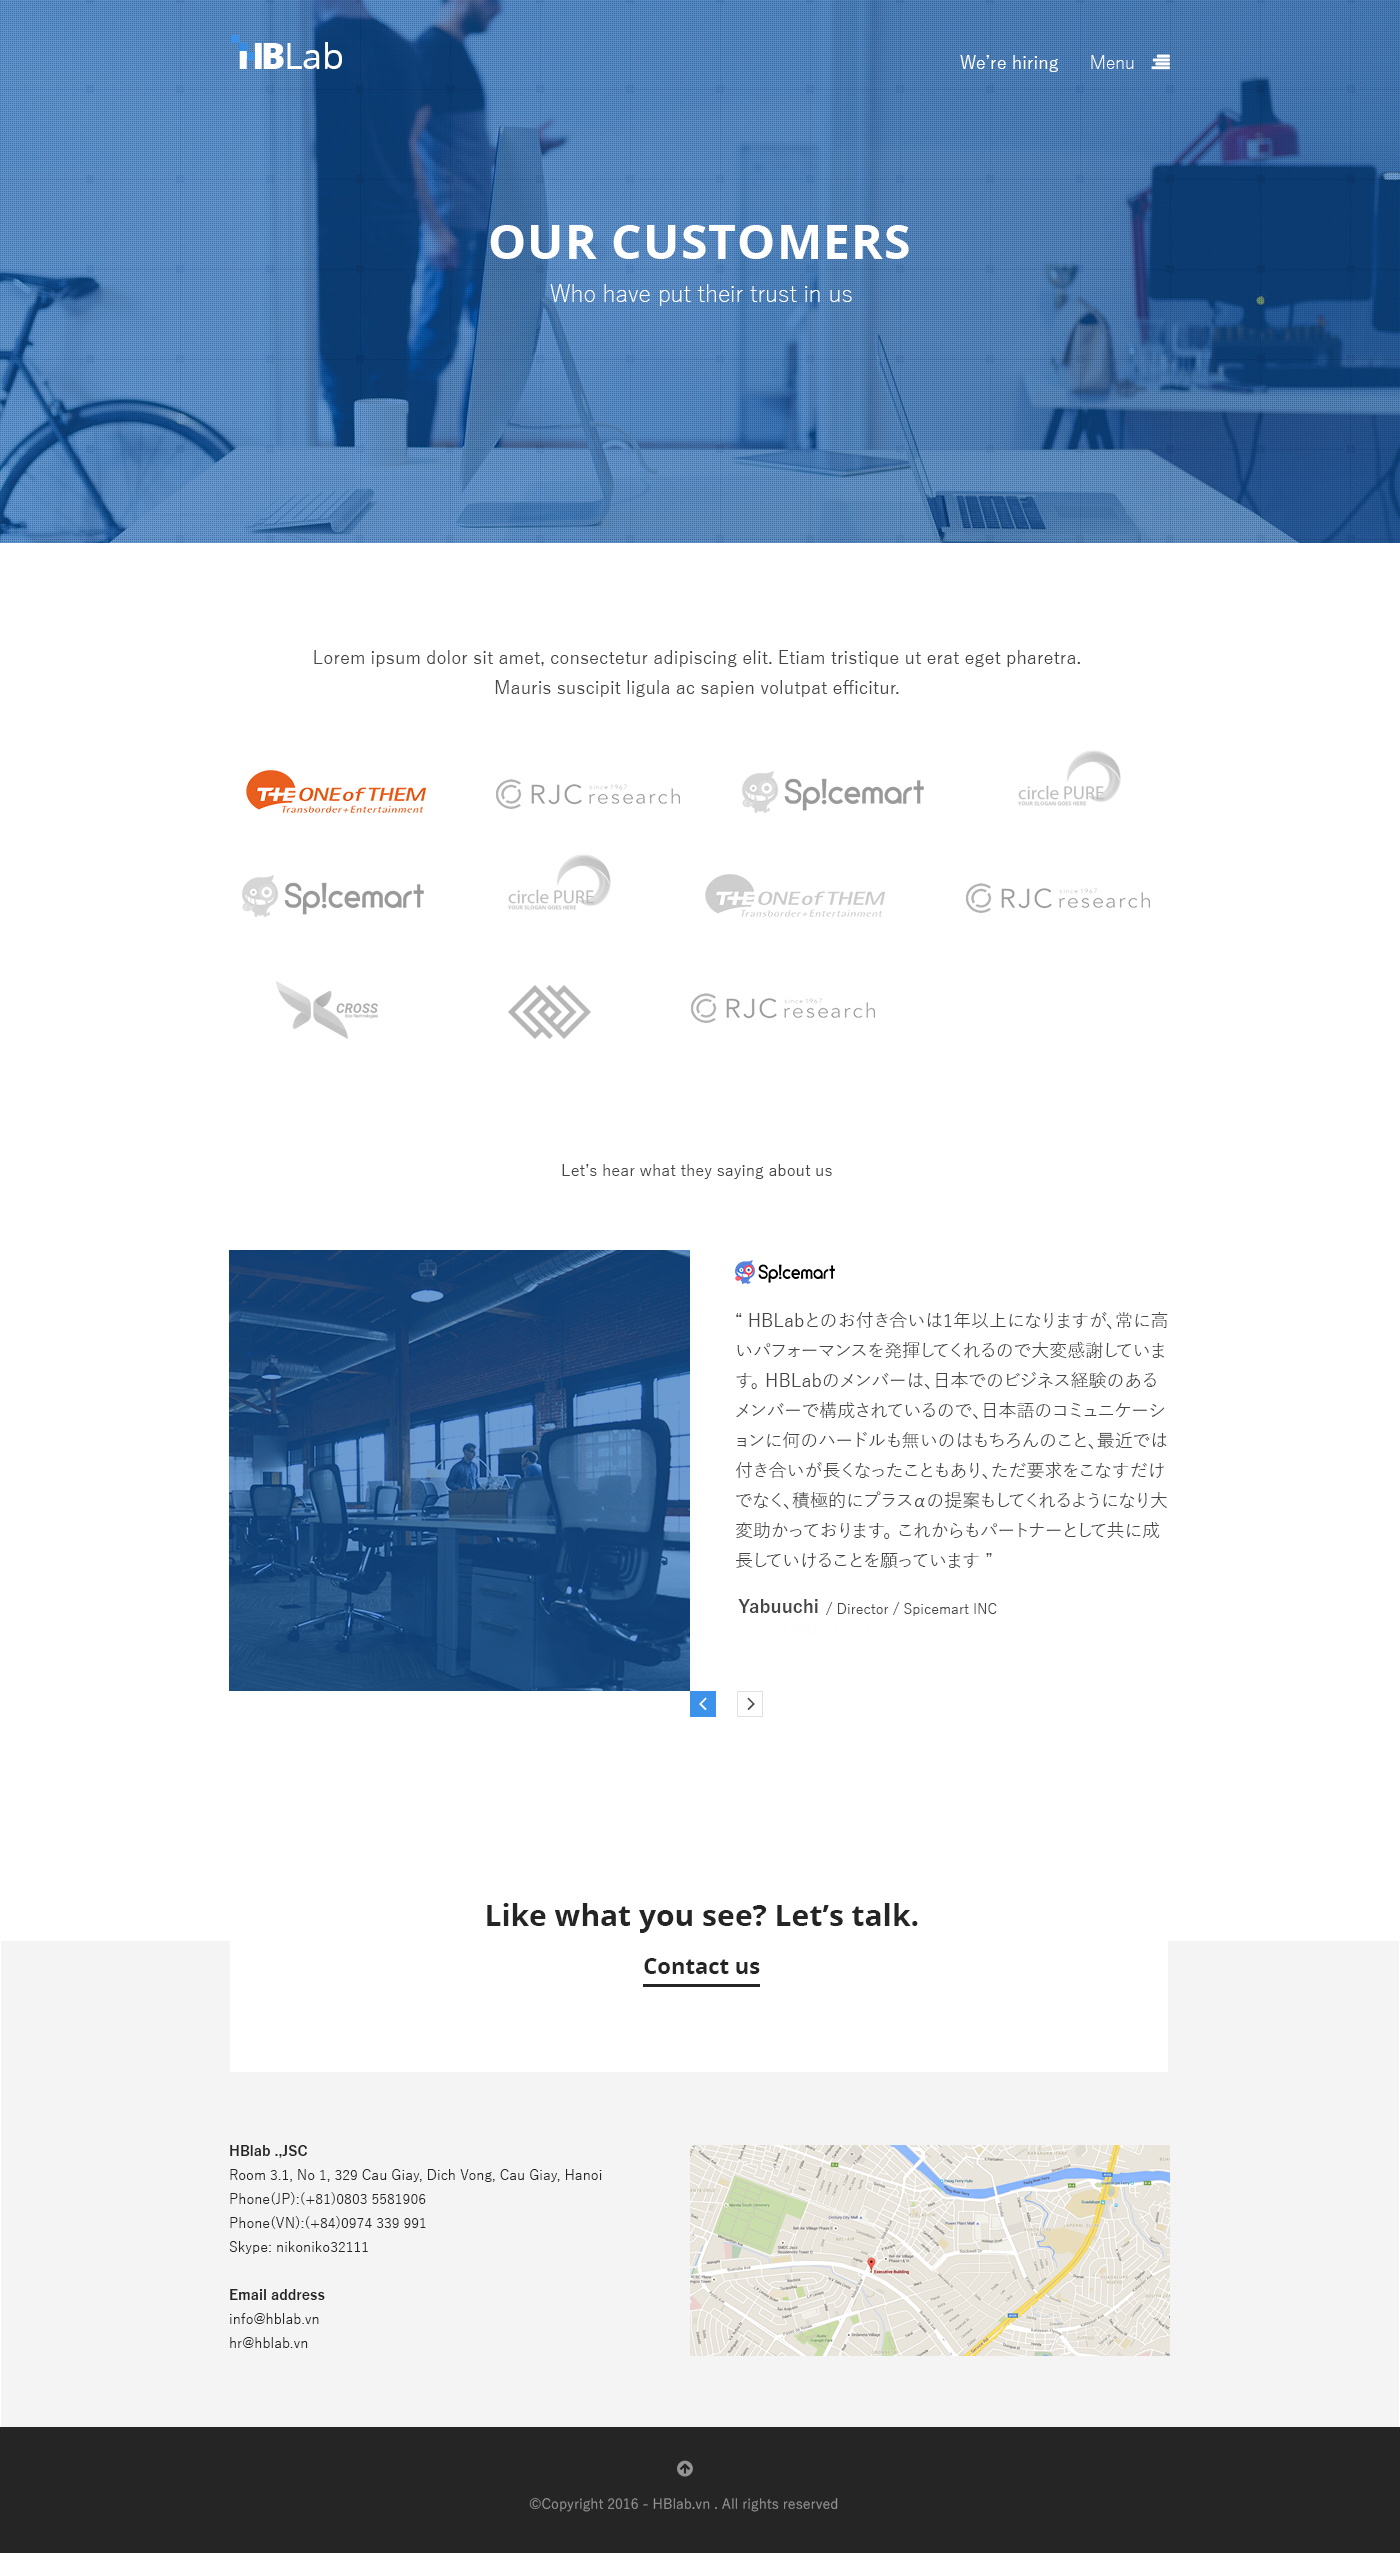 HBLab
We're hiring
Menu
OUR CUSTOMERS
Who have put their trust in us
Lorem ipsum dolor sit amet, consectetur adipiscing elit. Etiam tristique ut erat eget pharetra.
Mauris suscipit ligula ac sapien volutpat efficitur.
THE ONE of THEM
Transborder+Entertainment
RJC research since 1967
Sp!cemart
circle PURE
YOUR SLOGAN GOES HERE
Sp!cemart
circle PURE
YOUR SLOGAN GOES HERE
THE ONE of THEM
Transborder+Entertainment
RJC research since 1967
CROSS
RJC research since 1967
Let's hear what they saying about us
Sp!cemart
“ HBLabとのお付き合いは1年以上になりますが、常に高
いパフォーマンスを発揮してくれるので大変感謝していま
す。HBLabのメンバーは、日本でのビジネス経験のある
メンバーで構成されているので、日本語のコミュニケーシ
ョンに何のハードルも無いのはもちろんのこと、最近では
付き合いが長くなったこともあり、ただ要求をこなすだけ
でなく、積極的にプラスαの提案もしてくれるようになり大
変助かっております。これからもパートナーとして共に成
長していけることを願っています ”
Yabuuchi / Director / Spicemart INC
Like what you see? Let’s talk.
Contact us
HBlab .,JSC
Room 3.1, No 1, 329 Cau Giay, Dich Vong, Cau Giay, Hanoi
Phone(JP):(+81)0803 5581906
Phone(VN):(+84)0974 339 991
Skype: nikoniko32111
Email address
info@hblab.vn
hr@hblab.vn
Executive Building
©Copyright 2016 - HBlab.vn . All rights reserved